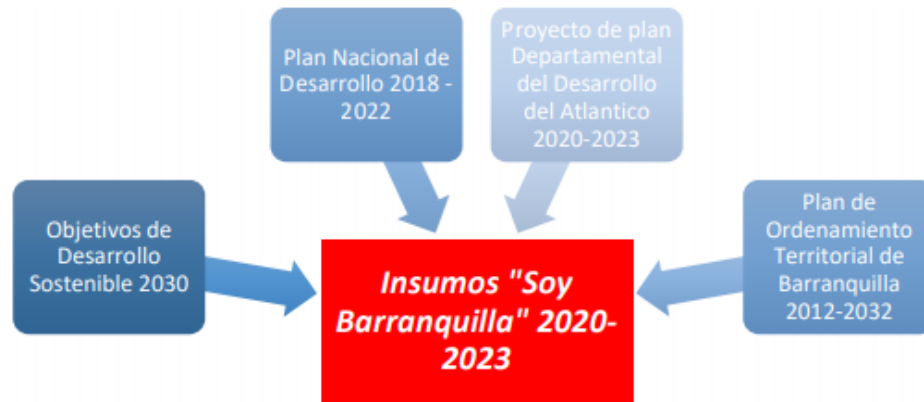 Plan Nacional de
Desarrollo 2018 -
2022
Proyecto de plan
Departamental
del Desarrollo
del Atlantico
2020-2023
Objetivos de
Desarrollo
Sostenible 2030
Plan de
Ordenamiento
Territorial de
Barranquilla
2012-2032
Insumos "Soy
Barranquilla" 2020-
2023